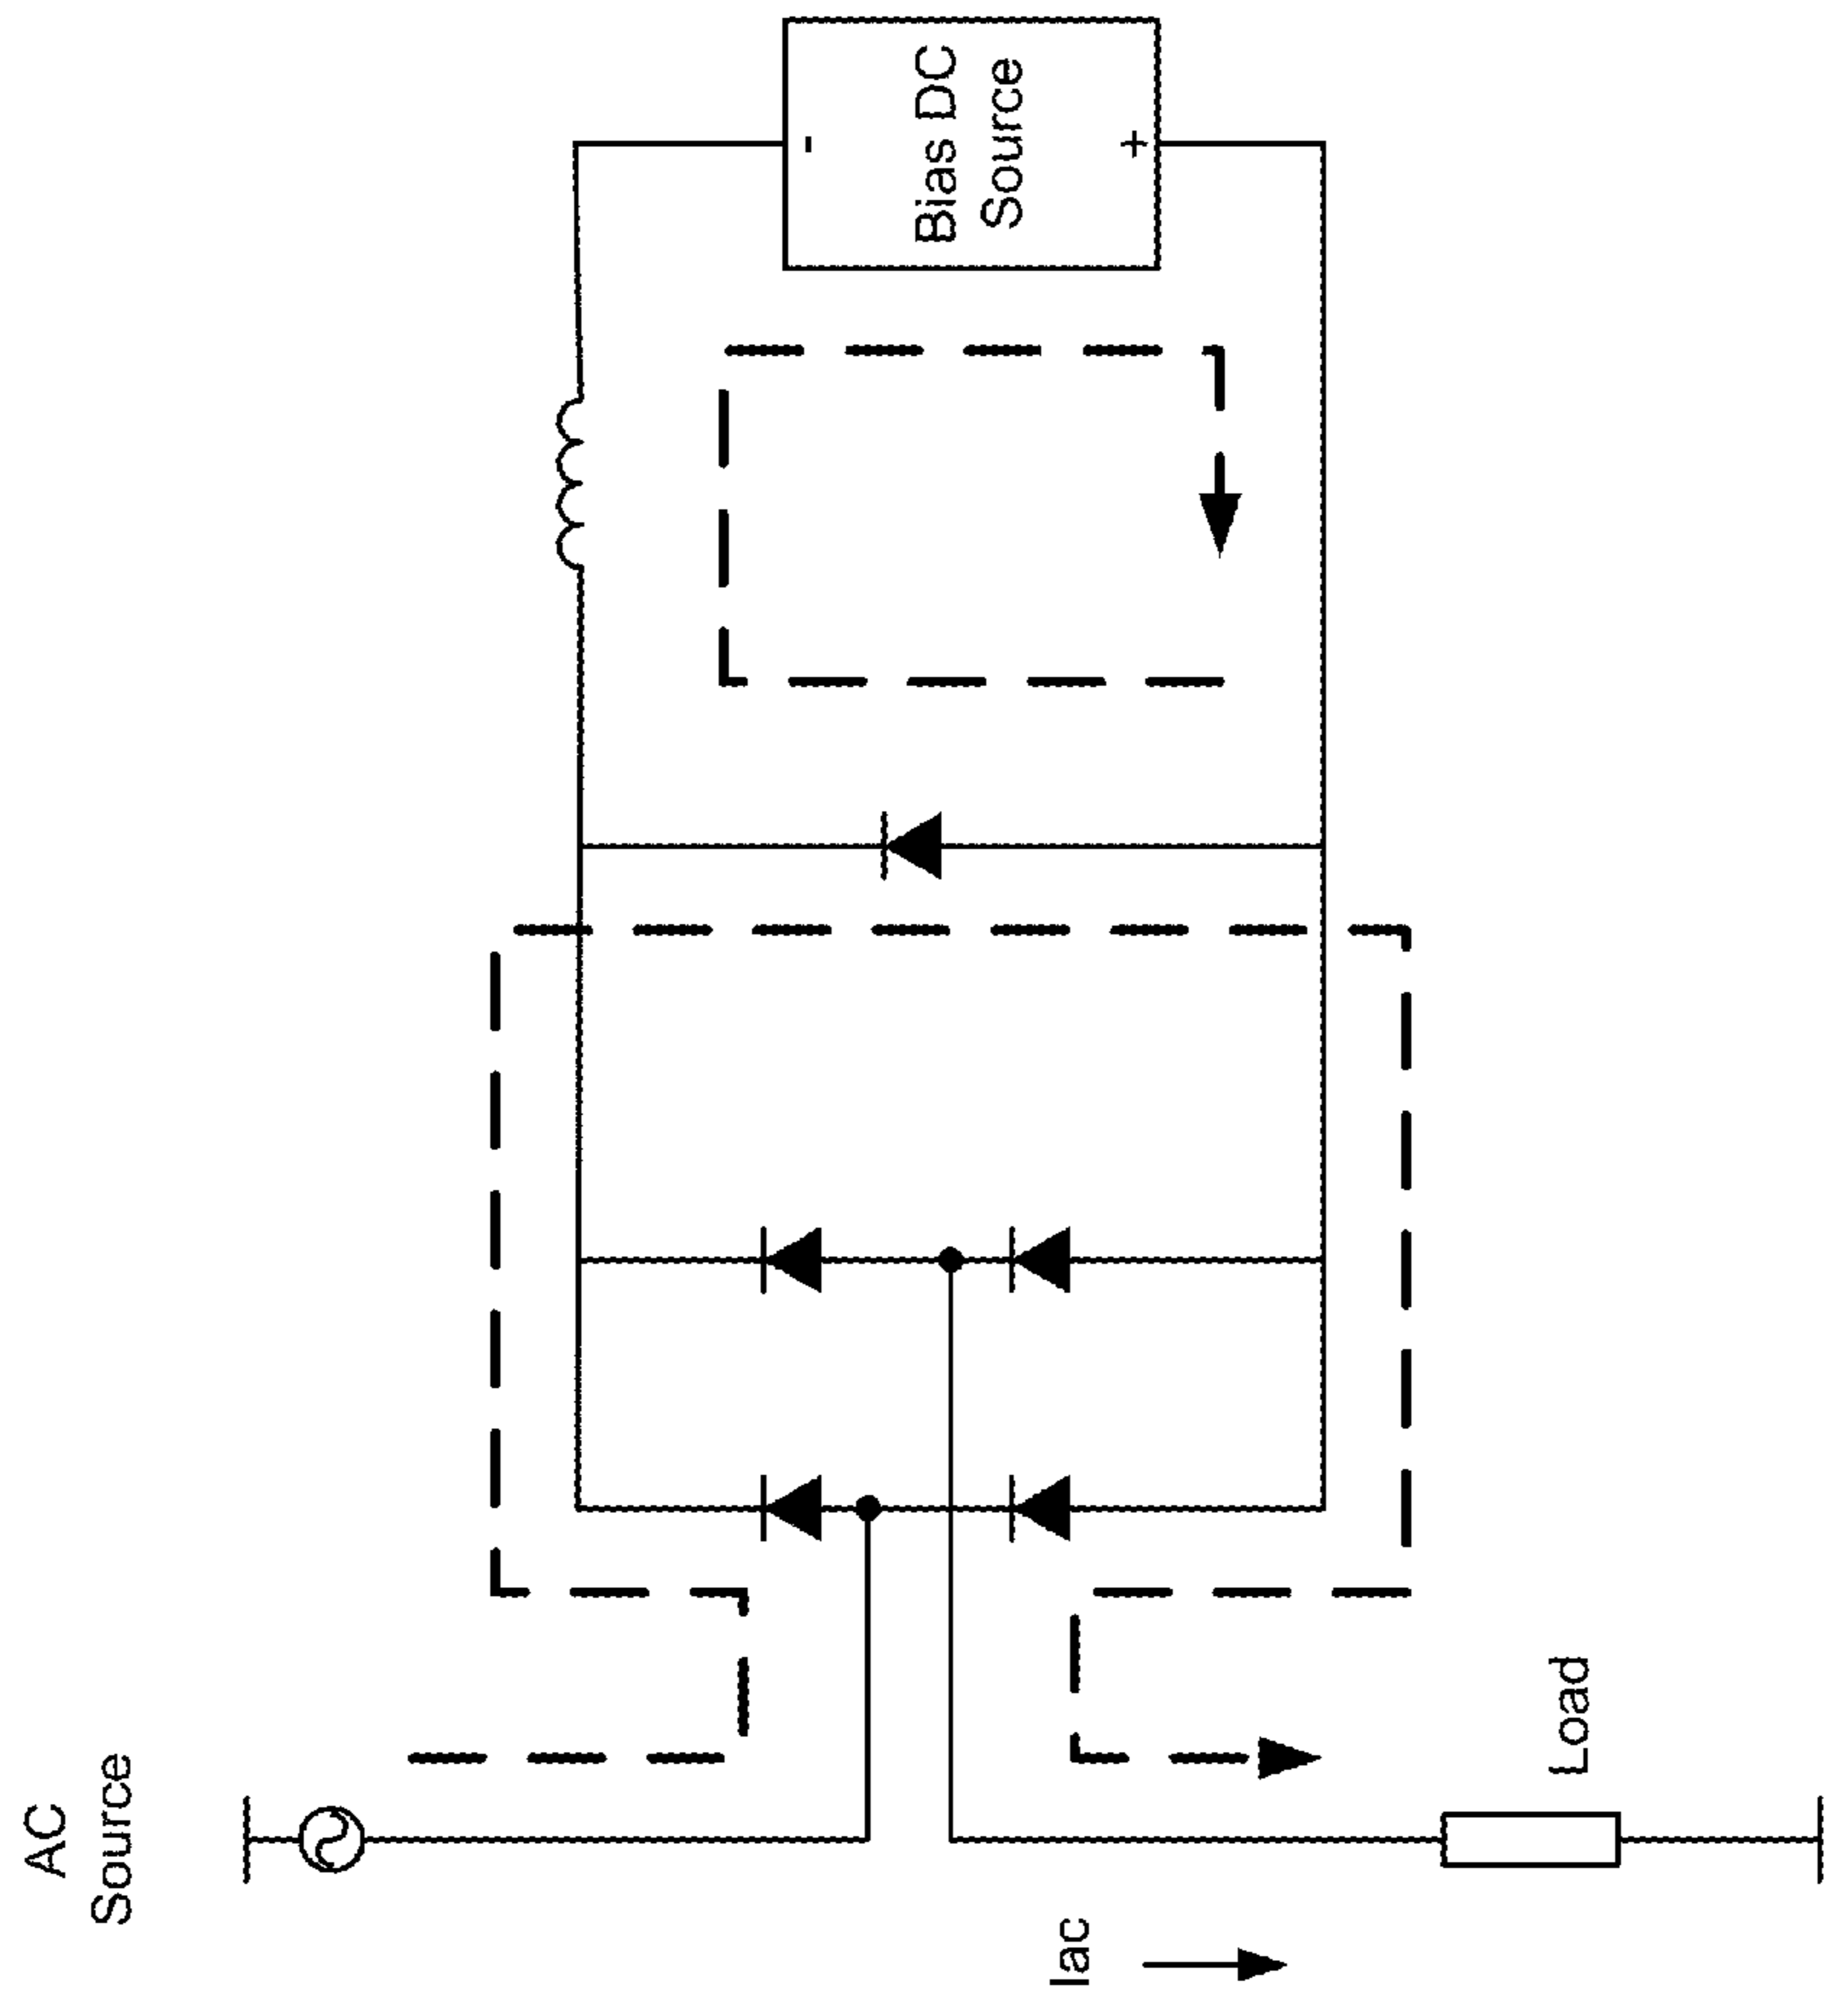 AC
Source
Iac
Load
-
Bias DC
Source
+